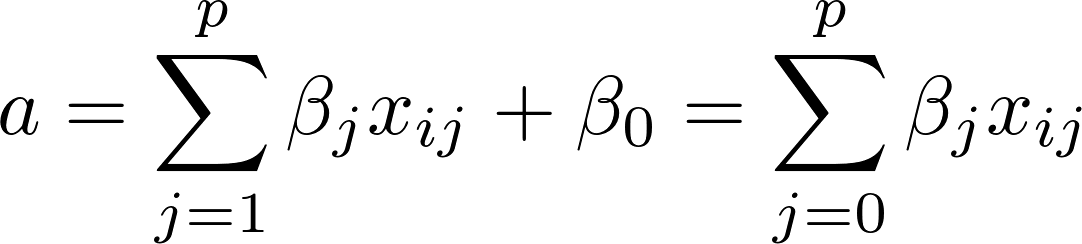 a = \sum_{j=1}^{p} \beta_j x_{ij} + \beta_0 = \sum_{j=0}^{p} \beta_j x_{ij}